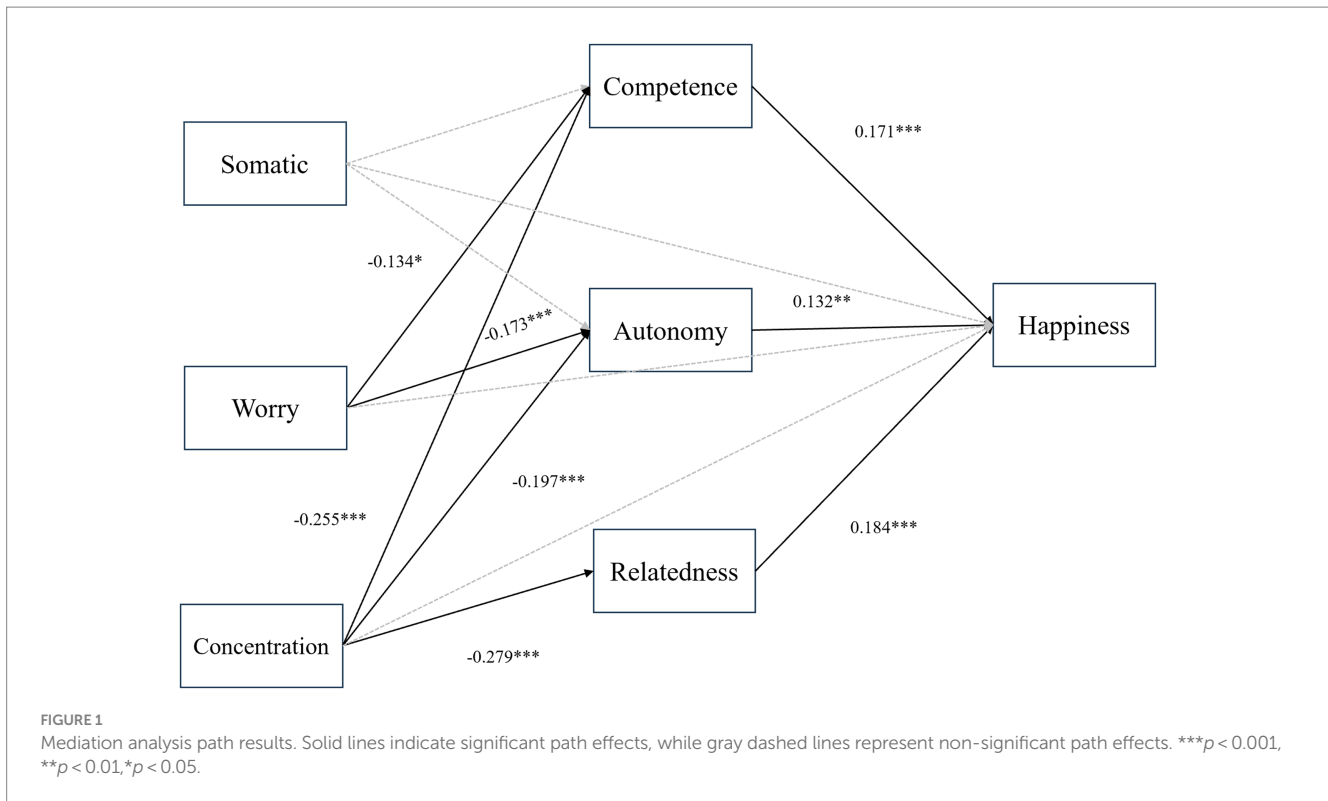 Competence
0.171***
Somatic
-0.134*
0.132**
Autonomy
Happiness
-0.173***
Worry
-0.197***
-0.255***
0.184***
Relatedness
Concentration
-0.279***
FIGURE 1
Mediation analysis path results. Solid lines indicate significant path effects, while gray dashed lines represent non-significant path effects. ***p < 0.001,
**p < 0.01,*p < 0.05.